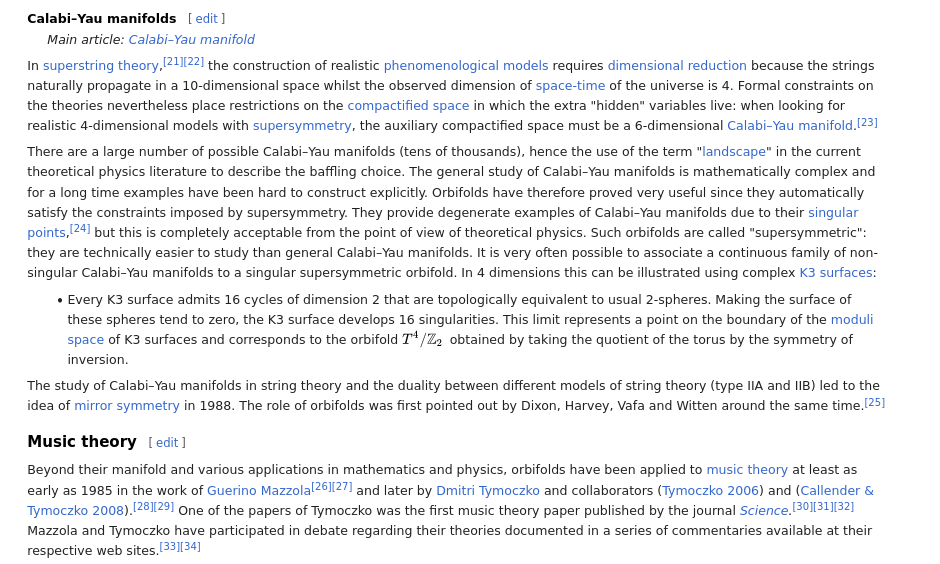 Calabi–Yau manifolds [ edit ]
Main article: Calabi–Yau manifold
In superstring theory,[21][22] the construction of realistic phenomenological models requires dimensional reduction because the strings
naturally propagate in a 10-dimensional space whilst the observed dimension of space-time of the universe is 4. Formal constraints on
the theories nevertheless place restrictions on the compactified space in which the extra "hidden" variables live: when looking for
realistic 4-dimensional models with supersymmetry, the auxiliary compactified space must be a 6-dimensional Calabi–Yau manifold.[23]
There are a large number of possible Calabi–Yau manifolds (tens of thousands), hence the use of the term "landscape" in the current
theoretical physics literature to describe the baffling choice. The general study of Calabi–Yau manifolds is mathematically complex and
for a long time examples have been hard to construct explicitly. Orbifolds have therefore proved very useful since they automatically
satisfy the constraints imposed by supersymmetry. They provide degenerate examples of Calabi–Yau manifolds due to their singular
points,[24] but this is completely acceptable from the point of view of theoretical physics. Such orbifolds are called "supersymmetric":
they are technically easier to study than general Calabi–Yau manifolds. It is very often possible to associate a continuous family of non-
singular Calabi–Yau manifolds to a singular supersymmetric orbifold. In 4 dimensions this can be illustrated using complex K3 surfaces:
• Every K3 surface admits 16 cycles of dimension 2 that are topologically equivalent to usual 2-spheres. Making the surface of
these spheres tend to zero, the K3 surface develops 16 singularities. This limit represents a point on the boundary of the moduli
space of K3 surfaces and corresponds to the orbifold T⁴/ℤ₂ obtained by taking the quotient of the torus by the symmetry of
inversion.
The study of Calabi–Yau manifolds in string theory and the duality between different models of string theory (type IIA and IIB) led to the
idea of mirror symmetry in 1988. The role of orbifolds was first pointed out by Dixon, Harvey, Vafa and Witten around the same time.[25]
Music theory [ edit ]
Beyond their manifold and various applications in mathematics and physics, orbifolds have been applied to music theory at least as
early as 1985 in the work of Guerino Mazzola[26][27] and later by Dmitri Tymoczko and collaborators (Tymoczko 2006) and (Callender &
Tymoczko 2008).[28][29] One of the papers of Tymoczko was the first music theory paper published by the journal Science.[30][31][32]
Mazzola and Tymoczko have participated in debate regarding their theories documented in a series of commentaries available at their
respective web sites.[33][34]